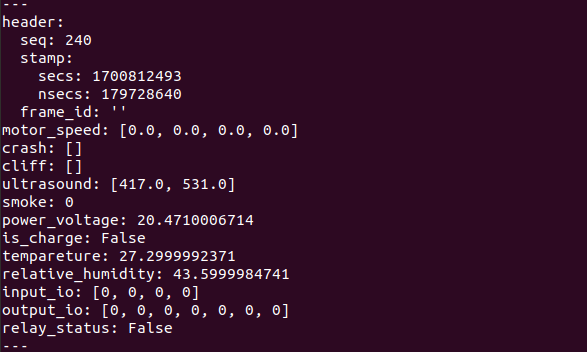 ---
header:
  seq: 240
  stamp:
    secs: 1700812493
    nsecs: 179728640
  frame_id: ''
motor_speed: [0.0, 0.0, 0.0, 0.0]
crash: []
cliff: []
ultrasound: [417.0, 531.0]
smoke: 0
power_voltage: 20.4710006714
is_charge: False
tempareture: 27.2999992371
relative_humidity: 43.5999984741
input_io: [0, 0, 0, 0]
output_io: [0, 0, 0, 0, 0, 0, 0]
relay_status: False
---